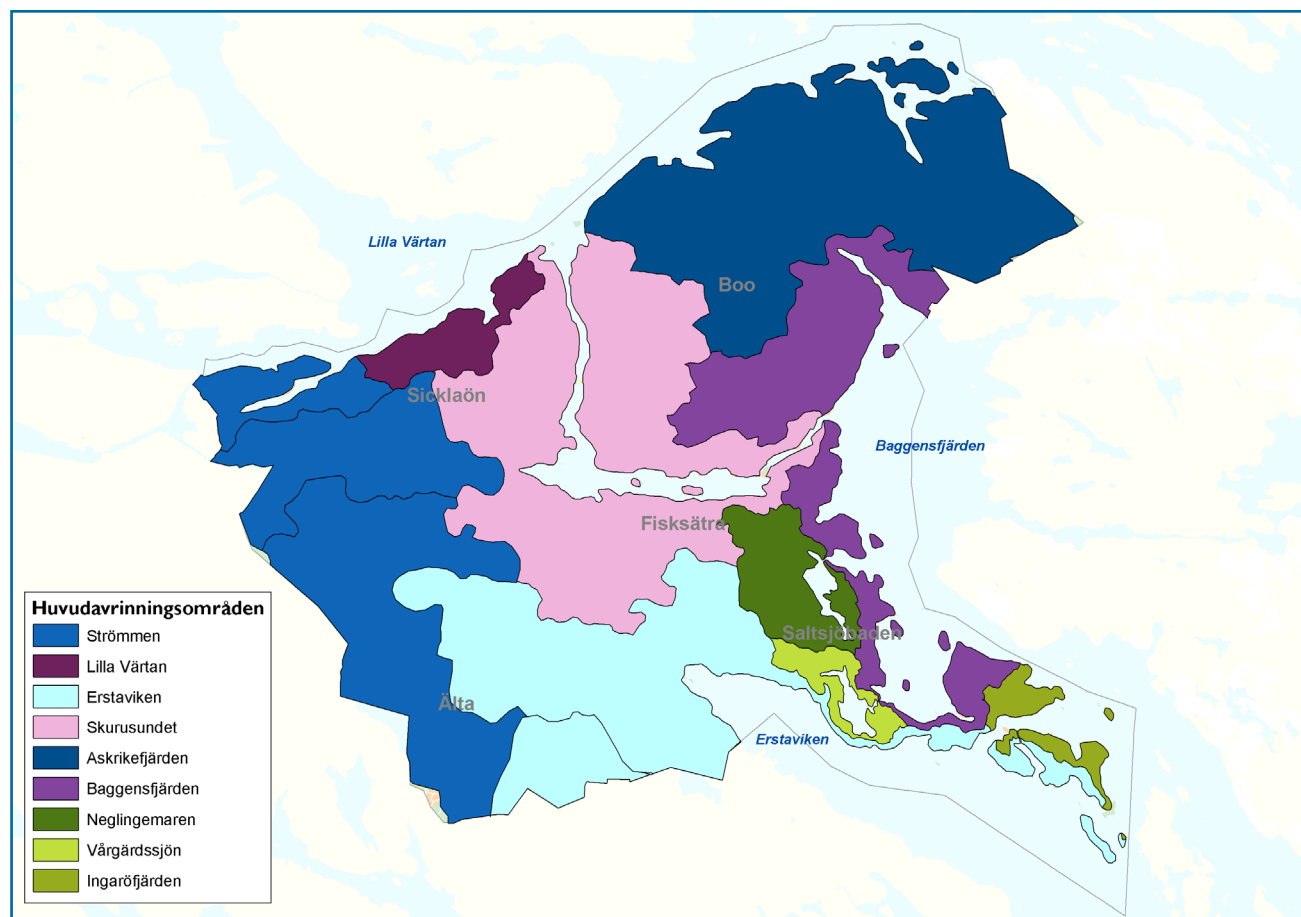 Lilla Värtan
Boo
Sicklaön
Baggensfjärden
Fisksätra
Saltsjöbaden
Älta
Erstaviken
Huvudavrinningsområden
Strömmen
Lilla Värtan
Erstaviken
Skurusundet
Askrikefjärden
Baggensfjärden
Neglingemaren
Vårgärdssjön
Ingaröfjärden